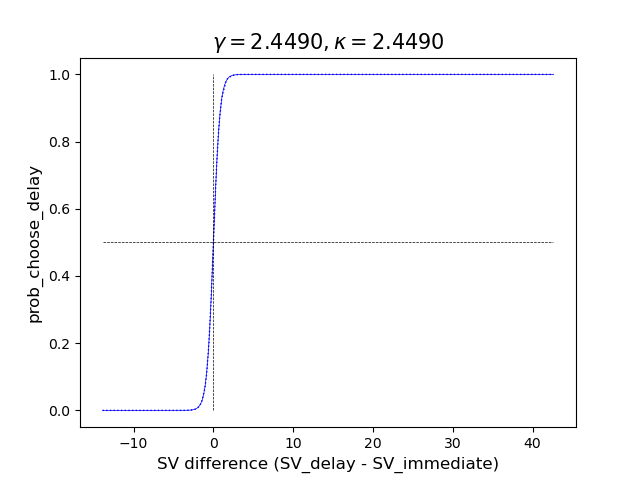 γ = 2.4490, κ = 2.4490
1.0
0.8
0.6
0.4
0.2
0.0
prob_choose_delay
−10 0 10 20 30 40
SV difference (SV_delay - SV_immediate)